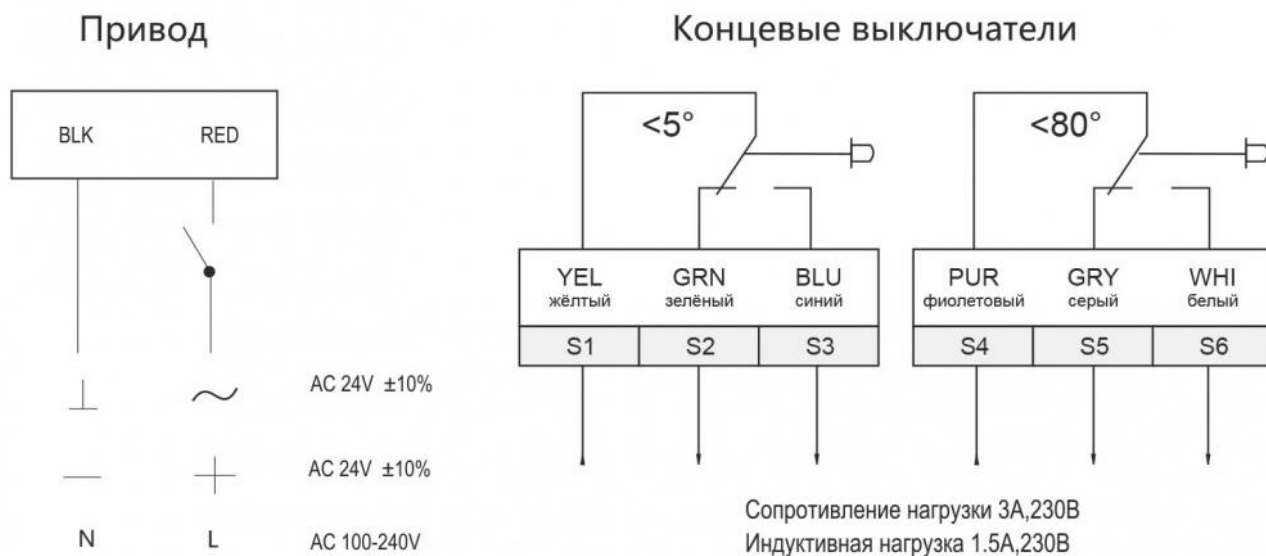 Привод
BLK RED
AC 24V ±10%
AC 24V ±10%
N L AC 100-240V
Концевые выключатели
<5°
YEL GRN BLU
жёлтый зелёный синий
S1 S2 S3
<80°
PUR GRY WHI
фиолетовый серый белый
S4 S5 S6
Сопротивление нагрузки 3А,230В
Индуктивная нагрузка 1.5А,230В